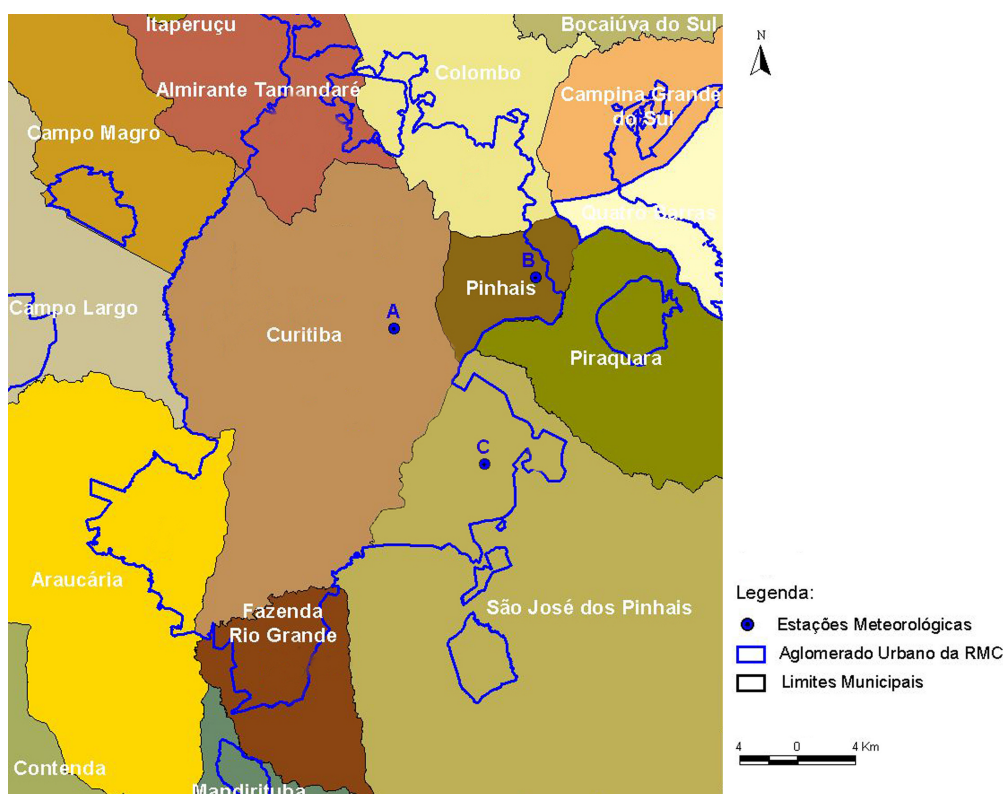 Itaperuçu
Bocaiúva do Sul
N
Colombo
Almirante Tamandaré
Campina Grande
do Sul
Campo Magro
Quatro Barras
B
Pinhais
Campo Largo
A
Curitiba
Piraquara
C
Araucária
Fazenda
Rio Grande
São José dos Pinhais
Contenda
Mandirituba
Legenda:
Estações Meteorológicas
Aglomerado Urbano da RMC
Limites Municipais
4 0 4 Km